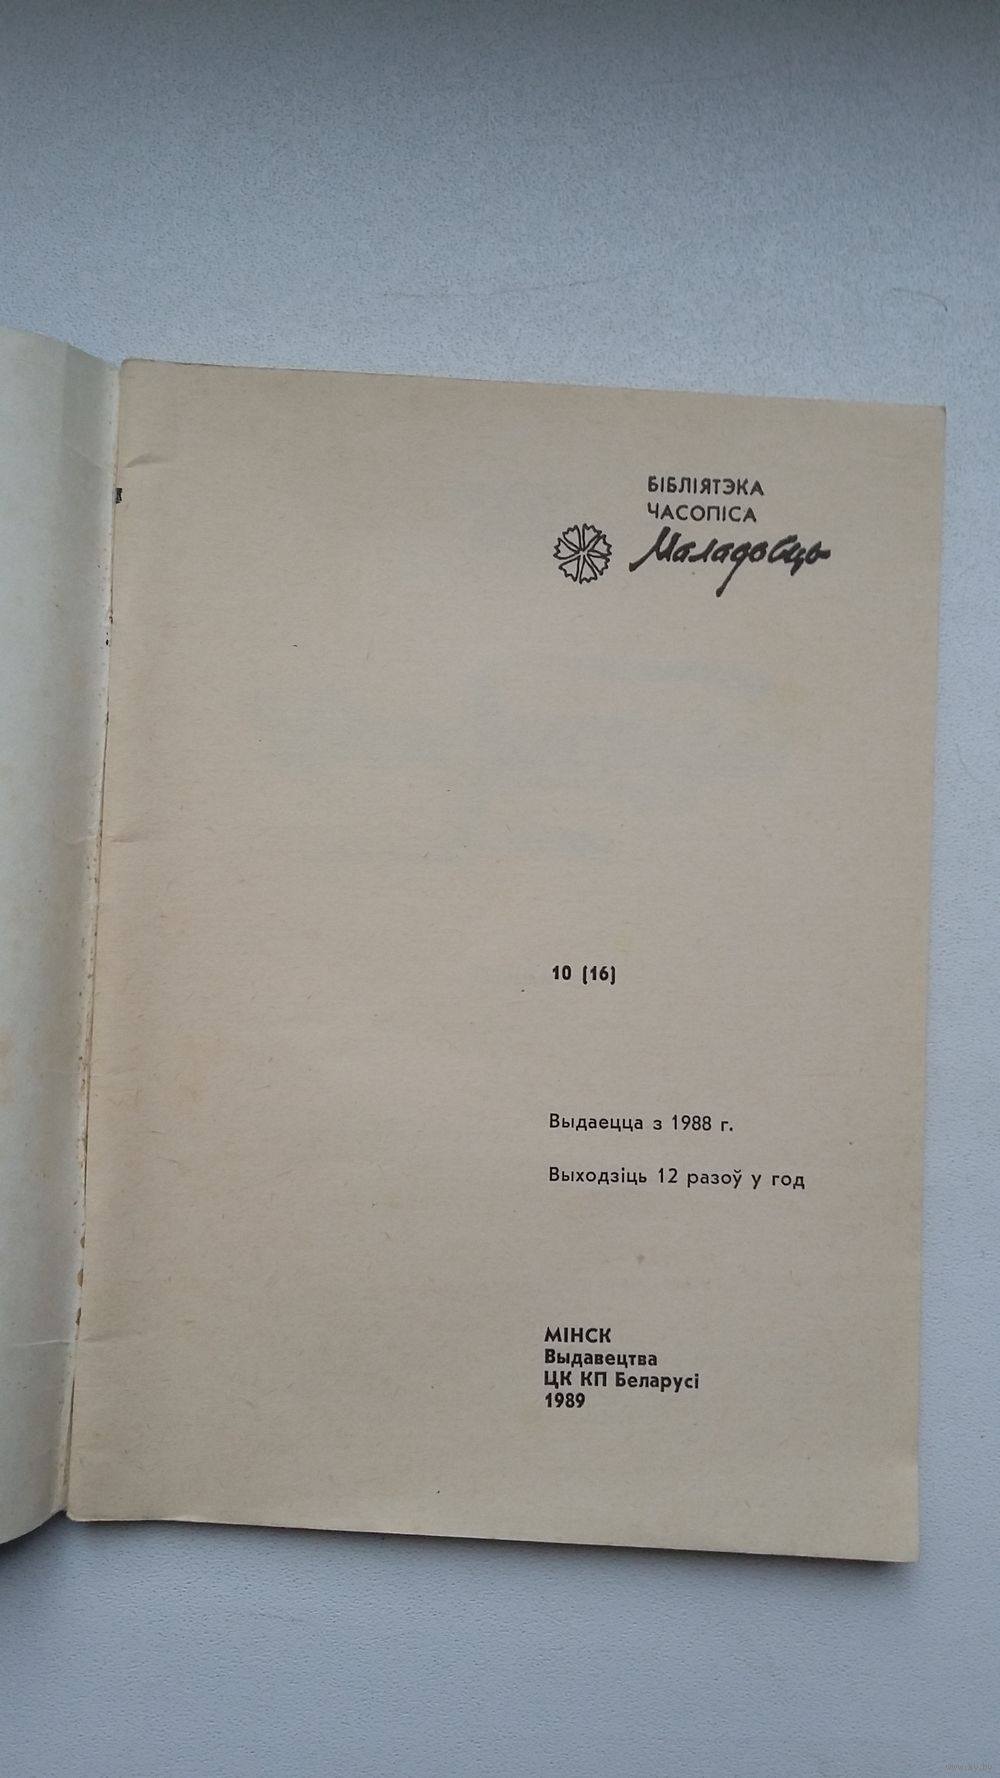 БІБЛІЯТЭКА
ЧАСОПІСА
Маладосць
10 (16)
Выдаецца з 1988 г.
Выходзіць 12 разоў у год
МІНСК
Выдавецтва
ЦК КП Беларусі
1989